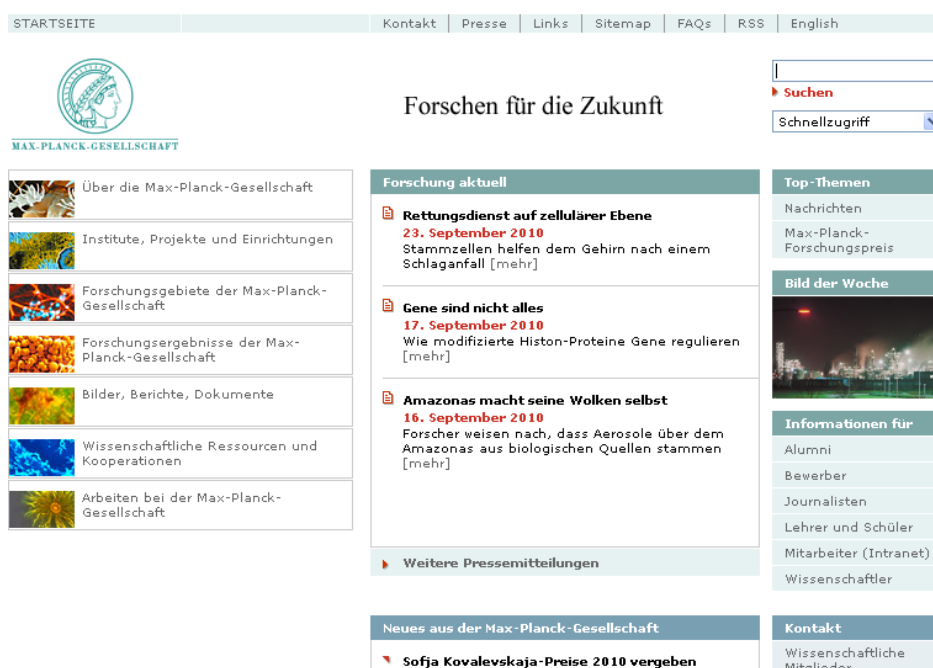 STARTSEITE
Kontakt | Presse | Links | Sitemap | FAQs | RSS | English
MAX-PLANCK-GESELLSCHAFT
Forschen für die Zukunft
Suchen
Schnellzugriff
Über die Max-Planck-Gesellschaft
Institute, Projekte und Einrichtungen
Forschungsgebiete der Max-Planck-
Gesellschaft
Forschungsergebnisse der Max-
Planck-Gesellschaft
Bilder, Berichte, Dokumente
Wissenschaftliche Ressourcen und
Kooperationen
Arbeiten bei der Max-Planck-
Gesellschaft
Forschung aktuell
Rettungsdienst auf zellulärer Ebene
23. September 2010
Stammzellen helfen dem Gehirn nach einem
Schlaganfall [mehr]
Gene sind nicht alles
17. September 2010
Wie modifizierte Histon-Proteine Gene regulieren
[mehr]
Amazonas macht seine Wolken selbst
16. September 2010
Forscher weisen nach, dass Aerosole über dem
Amazonas aus biologischen Quellen stammen
[mehr]
Weitere Pressemitteilungen
Neues aus der Max-Planck-Gesellschaft
Sofja Kovalevskaja-Preise 2010 vergeben
Top-Themen
Nachrichten
Max-Planck-
Forschungspreis
Bild der Woche
Informationen für
Alumni
Bewerber
Journalisten
Lehrer und Schüler
Mitarbeiter (Intranet)
Wissenschaftler
Kontakt
Wissenschaftliche
Mitglieder